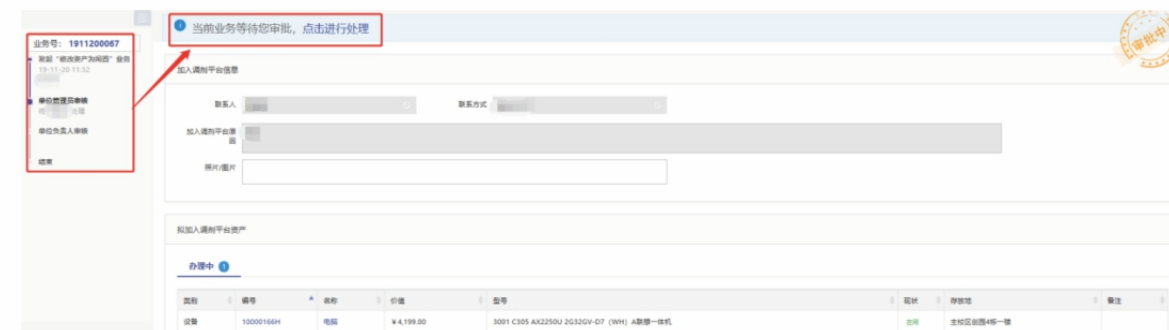 当前业务等待您审批，点击进行处理
审批中
业务号： 1911200067
发起“修改资产为闲置”业务
19-11-20 11:32
单位管理员审核
处理
单位负责人审核
结束
加入调剂平台信息
联系人
联系方式
加入调剂平台原因
照片/图片
拟加入调剂平台资产
办理中 1
类别 编号 名称 价值 型号 现状 存放地 备注
设备 10000166H 电脑 ￥4,199.00 3001 C305 AX2250U 2G32GV-D7（WH）A联想一体机 在用 主校区创园4栋一楼